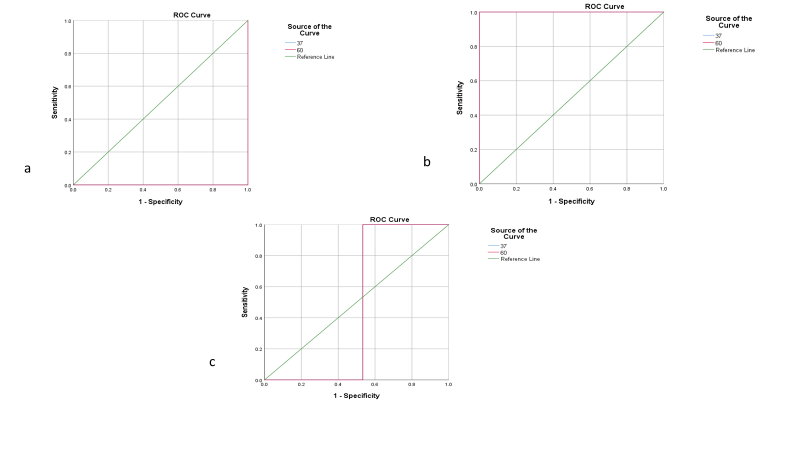 ROC Curve
Source of the
Curve
37
60
Reference Line
1.0
0.8
0.6
0.4
0.2
0.0
Sensitivity
0.0 0.2 0.4 0.6 0.8 1.0
1 - Specificity
a
ROC Curve
Source of the
Curve
37
60
Reference Line
1.0
0.8
0.6
0.4
0.2
0.0
Sensitivity
0.0 0.2 0.4 0.6 0.8 1.0
1 - Specificity
b
ROC Curve
Source of the
Curve
37
60
Reference Line
1.0
0.8
0.6
0.4
0.2
0.0
Sensitivity
0.0 0.2 0.4 0.6 0.8 1.0
1 - Specificity
c